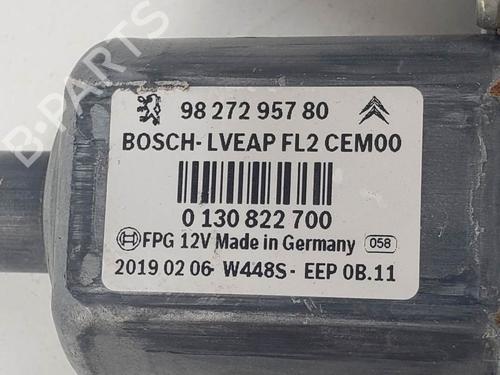 98 272 957 80
BOSCH-LVEAP FL2 CEM00
0 130 822 700
FPG 12V Made in Germany 058
2019 02 06- W448S- EEP 0B.11
B-PARTS